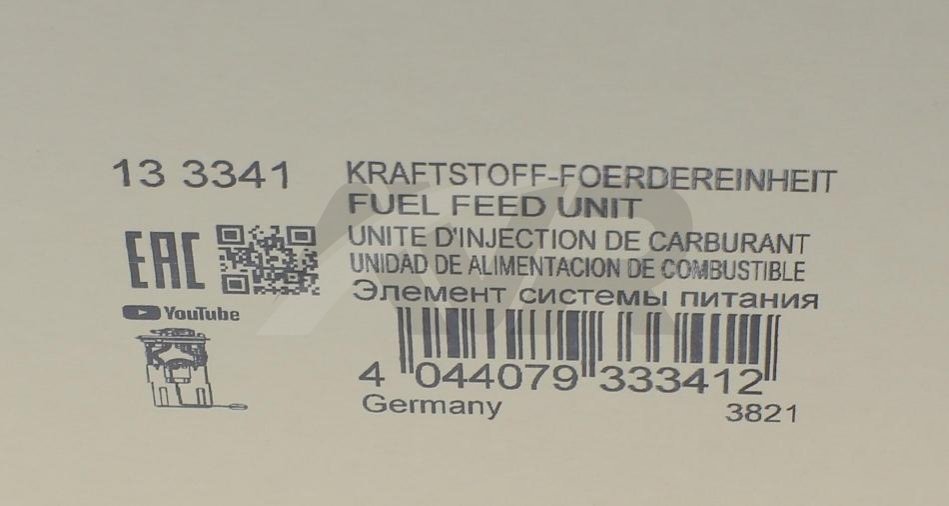 13 3341
KRAFTSTOFF-FOERDEREINHEIT
FUEL FEED UNIT
UNITE D'INJECTION DE CARBURANT
UNIDAD DE ALIMENTACION DE COMBUSTIBLE
Элемент системы питания
EAC
YouTube
4 044079 333412
Germany
3821